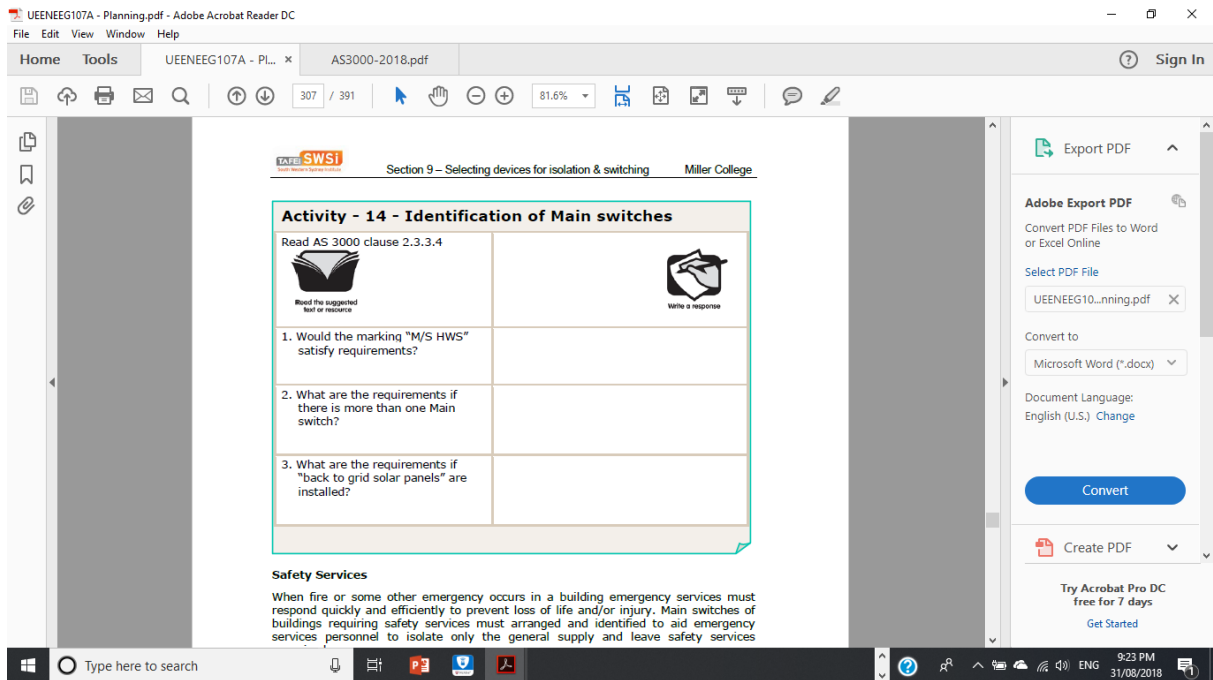 UEENEEG107A - Planning.pdf - Adobe Acrobat Reader DC
File Edit View Window Help
Home Tools UEENEEG107A - Pl... × AS3000-2018.pdf Sign In
307 / 391 81.6%
TAFE SWSi
South Western Sydney Institute
Section 9 – Selecting devices for isolation & switching Miller College
Activity - 14 - Identification of Main switches
Read AS 3000 clause 2.3.3.4
Read the suggested
text or resource
Write a response
1. Would the marking “M/S HWS”
satisfy requirements?
2. What are the requirements if
there is more than one Main
switch?
3. What are the requirements if
“back to grid solar panels” are
installed?
Safety Services
When fire or some other emergency occurs in a building emergency services must
respond quickly and efficiently to prevent loss of life and/or injury. Main switches of
buildings requiring safety services must arranged and identified to aid emergency
services personnel to isolate only the general supply and leave safety services
Export PDF
Adobe Export PDF
Convert PDF Files to Word
or Excel Online
Select PDF File
UEENEEG10...nning.pdf
Convert to
Microsoft Word (*.docx)
Document Language:
English (U.S.) Change
Convert
Create PDF
Try Acrobat Pro DC
free for 7 days
Get Started
Type here to search
ENG
9:23 PM
31/08/2018